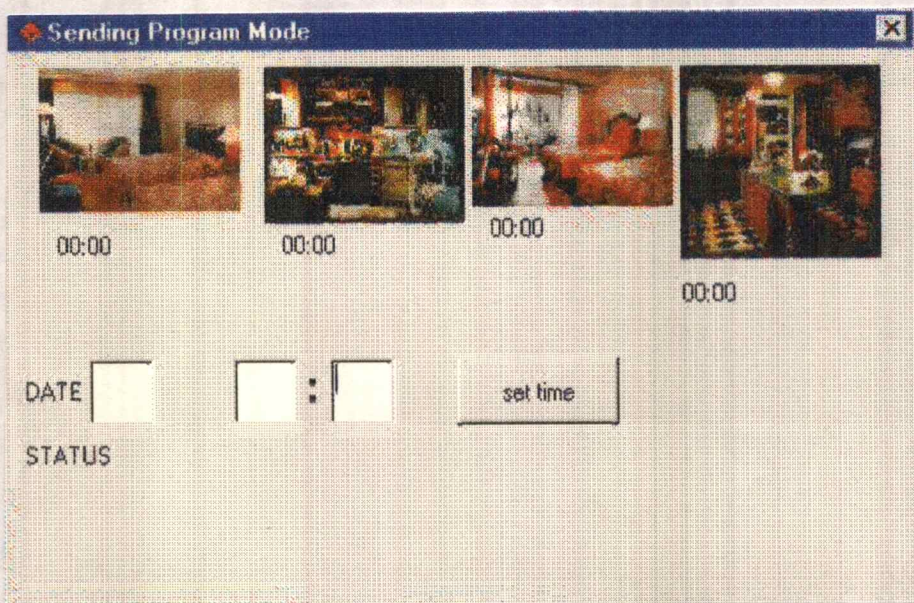 Sending Program Mode
00:00 00:00 00:00
00:00
DATE : set time
STATUS